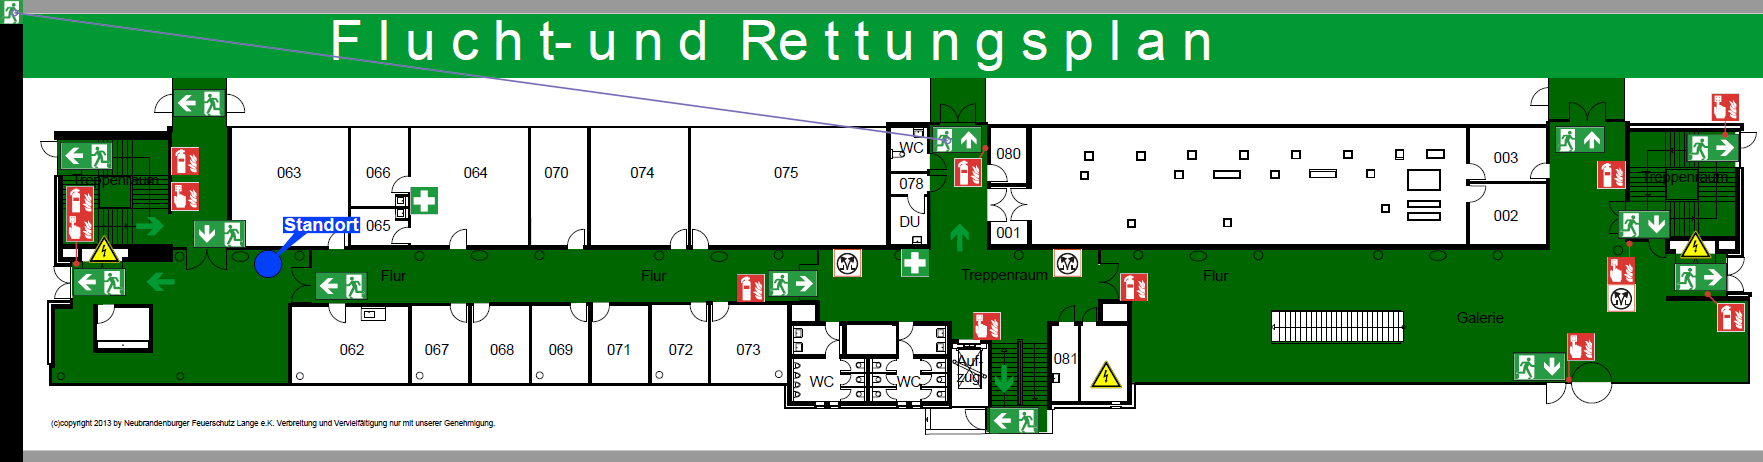 Flucht-und Rettungsplan
WC
080
003
063
066
064
070
074
075
Treppenraum
Treppenraum
078
002
Standort
065
DU
001
Flur
Flur
Treppenraum
Flur
Galerie
062
067
068
069
071
072
073
WC
WC
Auf-
zug
081
(c)copyright 2013 by Neubrandenburger Feuerschutz Lange e.K. Verbreitung und Vervielfältigung nur mit unserer Genehmigung.